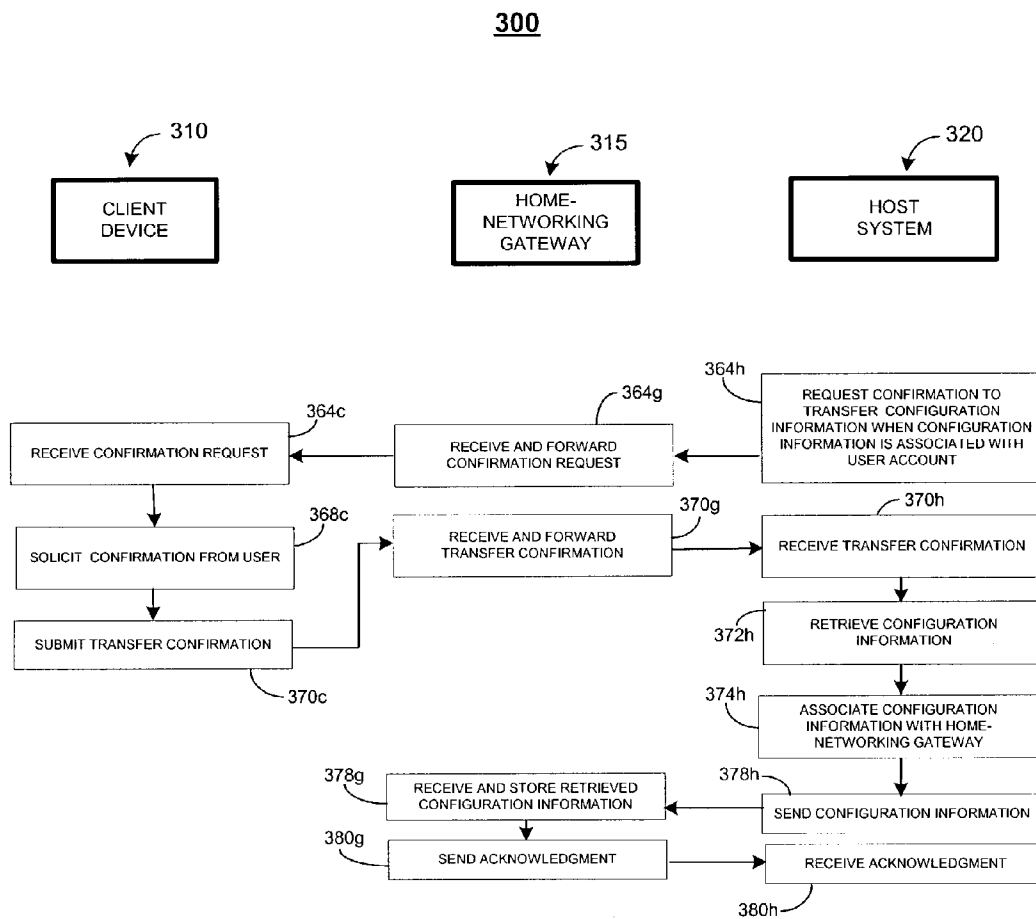 300
310
315
320
CLIENT
DEVICE
HOME-
NETWORKING
GATEWAY
HOST
SYSTEM
364h
REQUEST CONFIRMATION TO
TRANSFER CONFIGURATION
INFORMATION WHEN CONFIGURATION
INFORMATION IS ASSOCIATED WITH
USER ACCOUNT
364g
RECEIVE AND FORWARD
CONFIRMATION REQUEST
364c
RECEIVE CONFIRMATION REQUEST
368c
SOLICIT CONFIRMATION FROM USER
370g
RECEIVE AND FORWARD
TRANSFER CONFIRMATION
370h
RECEIVE TRANSFER CONFIRMATION
SUBMIT TRANSFER CONFIRMATION
370c
372h
RETRIEVE CONFIGURATION
INFORMATION
374h
ASSOCIATE CONFIGURATION
INFORMATION WITH HOME-
NETWORKING GATEWAY
378g
RECEIVE AND STORE RETRIEVED
CONFIGURATION INFORMATION
378h
SEND CONFIGURATION INFORMATION
380g
SEND ACKNOWLEDGMENT
RECEIVE ACKNOWLEDGMENT
380h